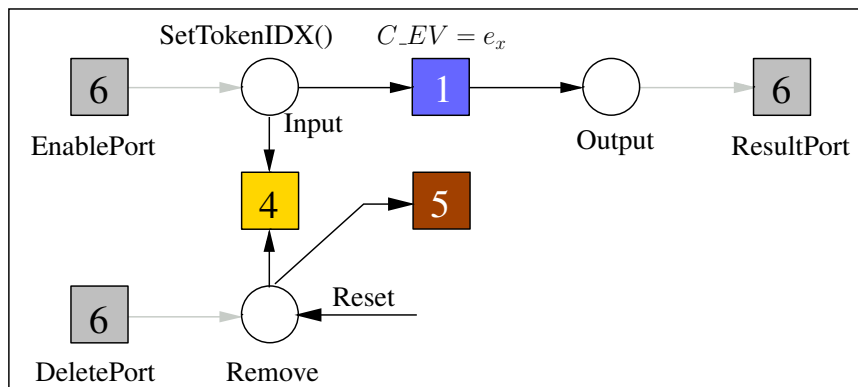 SetTokenIDX()
C_EV = e_x
6
1
6
Input
EnablePort
Output
ResultPort
4
5
6
Reset
DeletePort
Remove